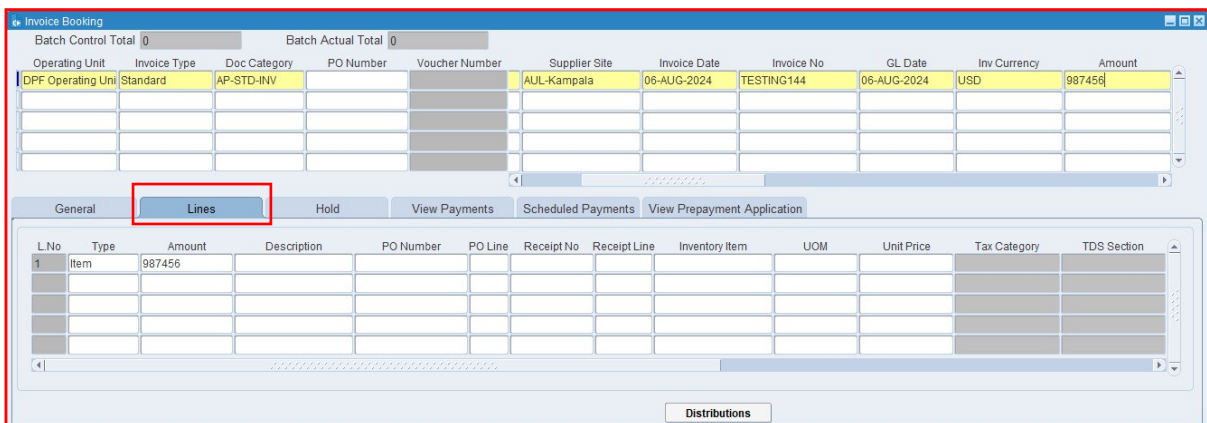 Invoice Booking
Batch Control Total 0 Batch Actual Total 0
Operating Unit Invoice Type Doc Category PO Number Voucher Number Supplier Site Invoice Date Invoice No GL Date Inv Currency Amount
DPF Operating Uni Standard AP-STD-INV AUL-Kampala 06-AUG-2024 TESTING144 06-AUG-2024 USD 987456
General Lines Hold View Payments Scheduled Payments View Prepayment Application
L.No Type Amount Description PO Number PO Line Receipt No Receipt Line Inventory Item UOM Unit Price Tax Category TDS Section
1 Item 987456
Distributions